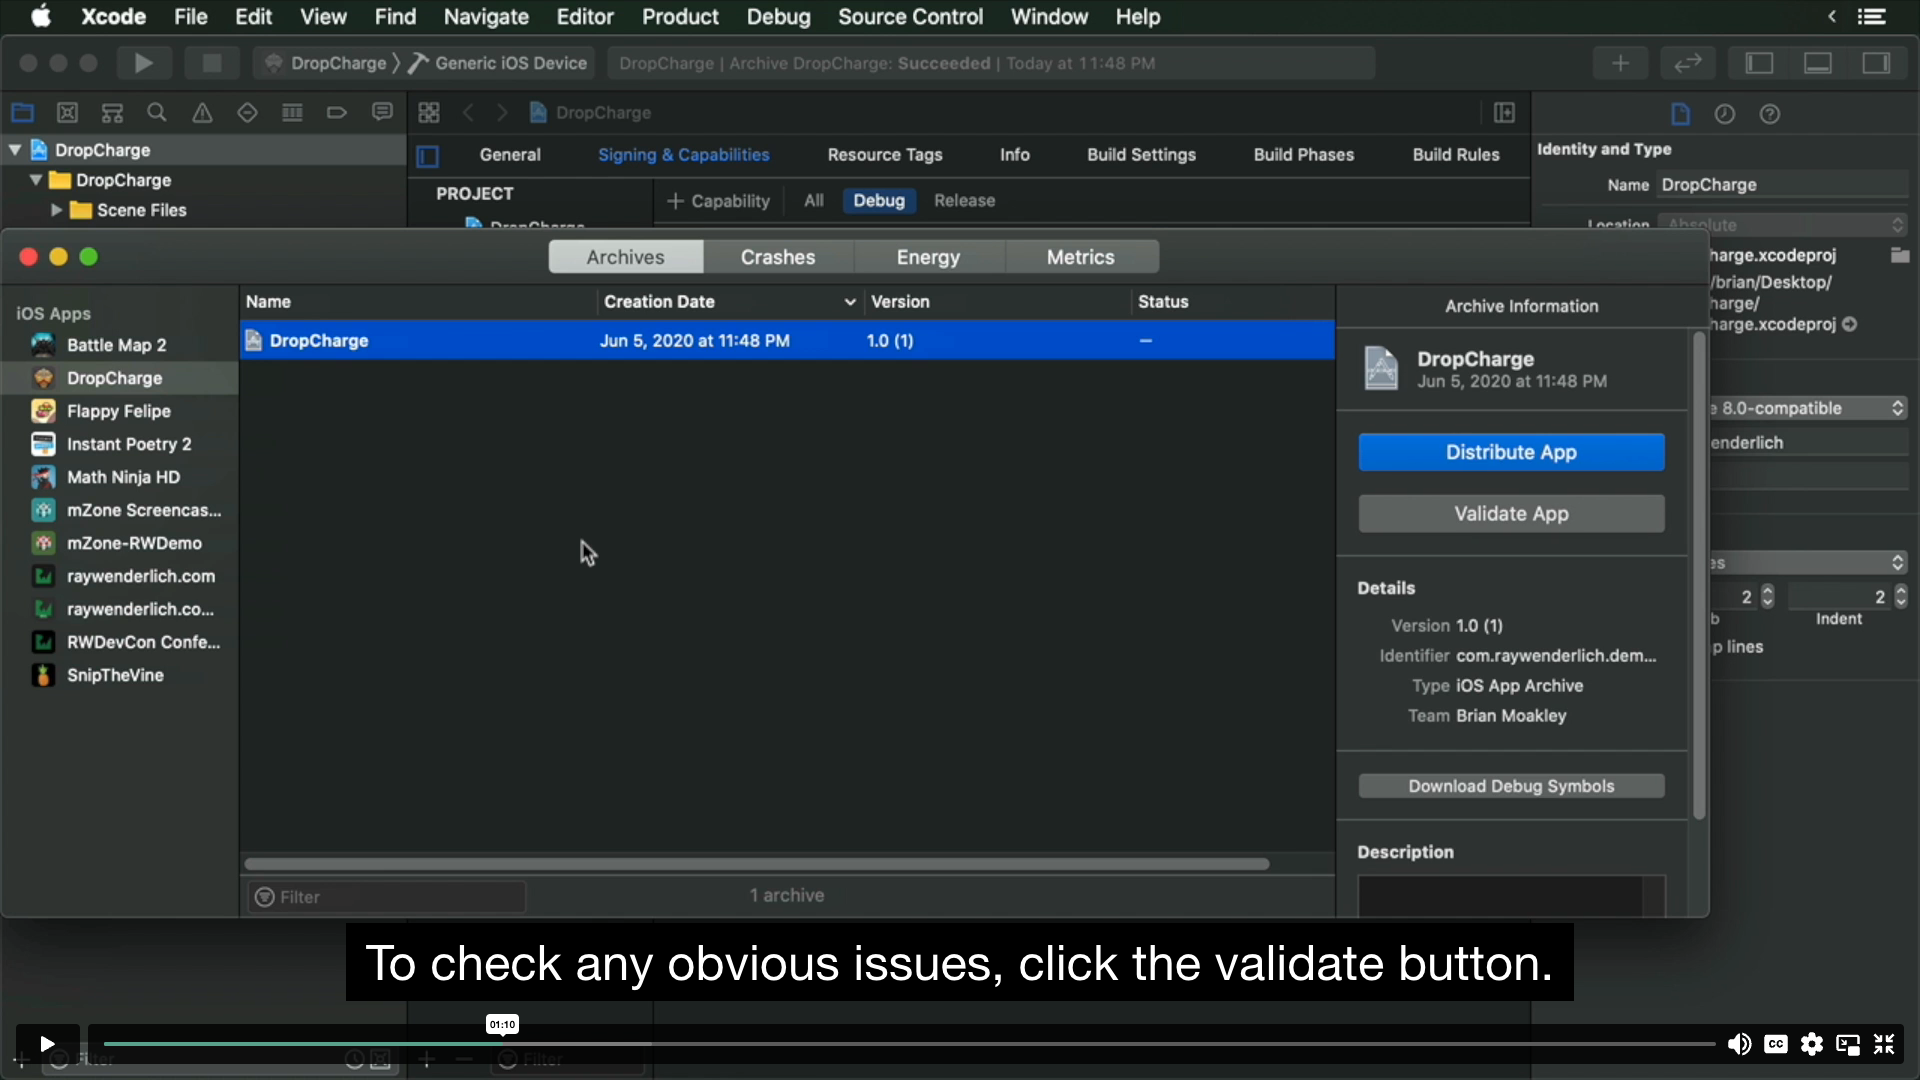 Xcode File Edit View Find Navigate Editor Product Debug Source Control Window Help
DropCharge Generic iOS Device DropCharge | Archive DropCharge: Succeeded | Today at 11:48 PM
DropCharge
DropCharge
General Signing & Capabilities Resource Tags Info Build Settings Build Phases Build Rules
Identity and Type
DropCharge
PROJECT
+ Capability All Debug Release
Name DropCharge
Scene Files
DropCharge
Location Absolute
Archives Crashes Energy Metrics
harge.xcodeproj
/brian/Desktop/
harge/
harge.xcodeproj
iOS Apps
Battle Map 2
DropCharge
Flappy Felipe
Instant Poetry 2
Math Ninja HD
mZone Screencas...
mZone-RWDemo
raywenderlich.com
raywenderlich.co...
RWDevCon Confe...
SnipTheVine
Name Creation Date Version Status
DropCharge Jun 5, 2020 at 11:48 PM 1.0 (1) --
Filter
1 archive
Archive Information
DropCharge
Jun 5, 2020 at 11:48 PM
Distribute App
Validate App
Details
Version 1.0 (1)
Identifier com.raywenderlich.dem...
Type iOS App Archive
Team Brian Moakley
Download Debug Symbols
Description
e 8.0-compatible
enderlich
es
2 2
b Indent
p lines
To check any obvious issues, click the validate button.
01:10
Filter
Filter
CC